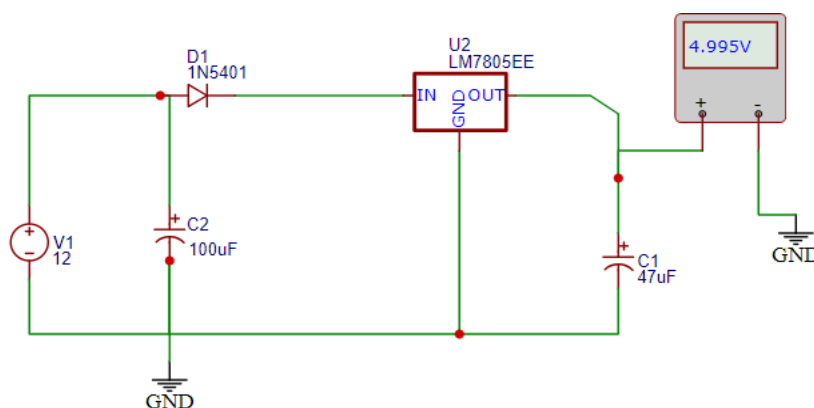 D1
1N5401
U2
LM7805EE
4.995V
IN
GND
OUT
+
-
+
-
V1
12
+
C2
100uF
+
C1
47uF
GND
GND